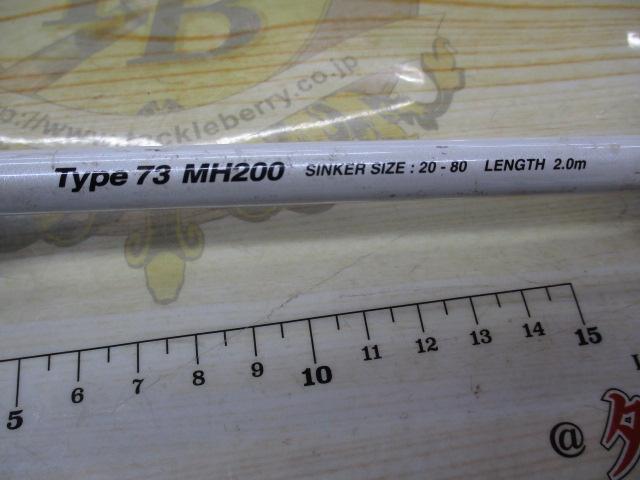 B
http://www.tackleberry.co.jp
Type 73 MH200 SINKER SIZE : 20 - 80 LENGTH 2.0m
5 6 7 8 9 10 11 12 13 14 15
@ タ